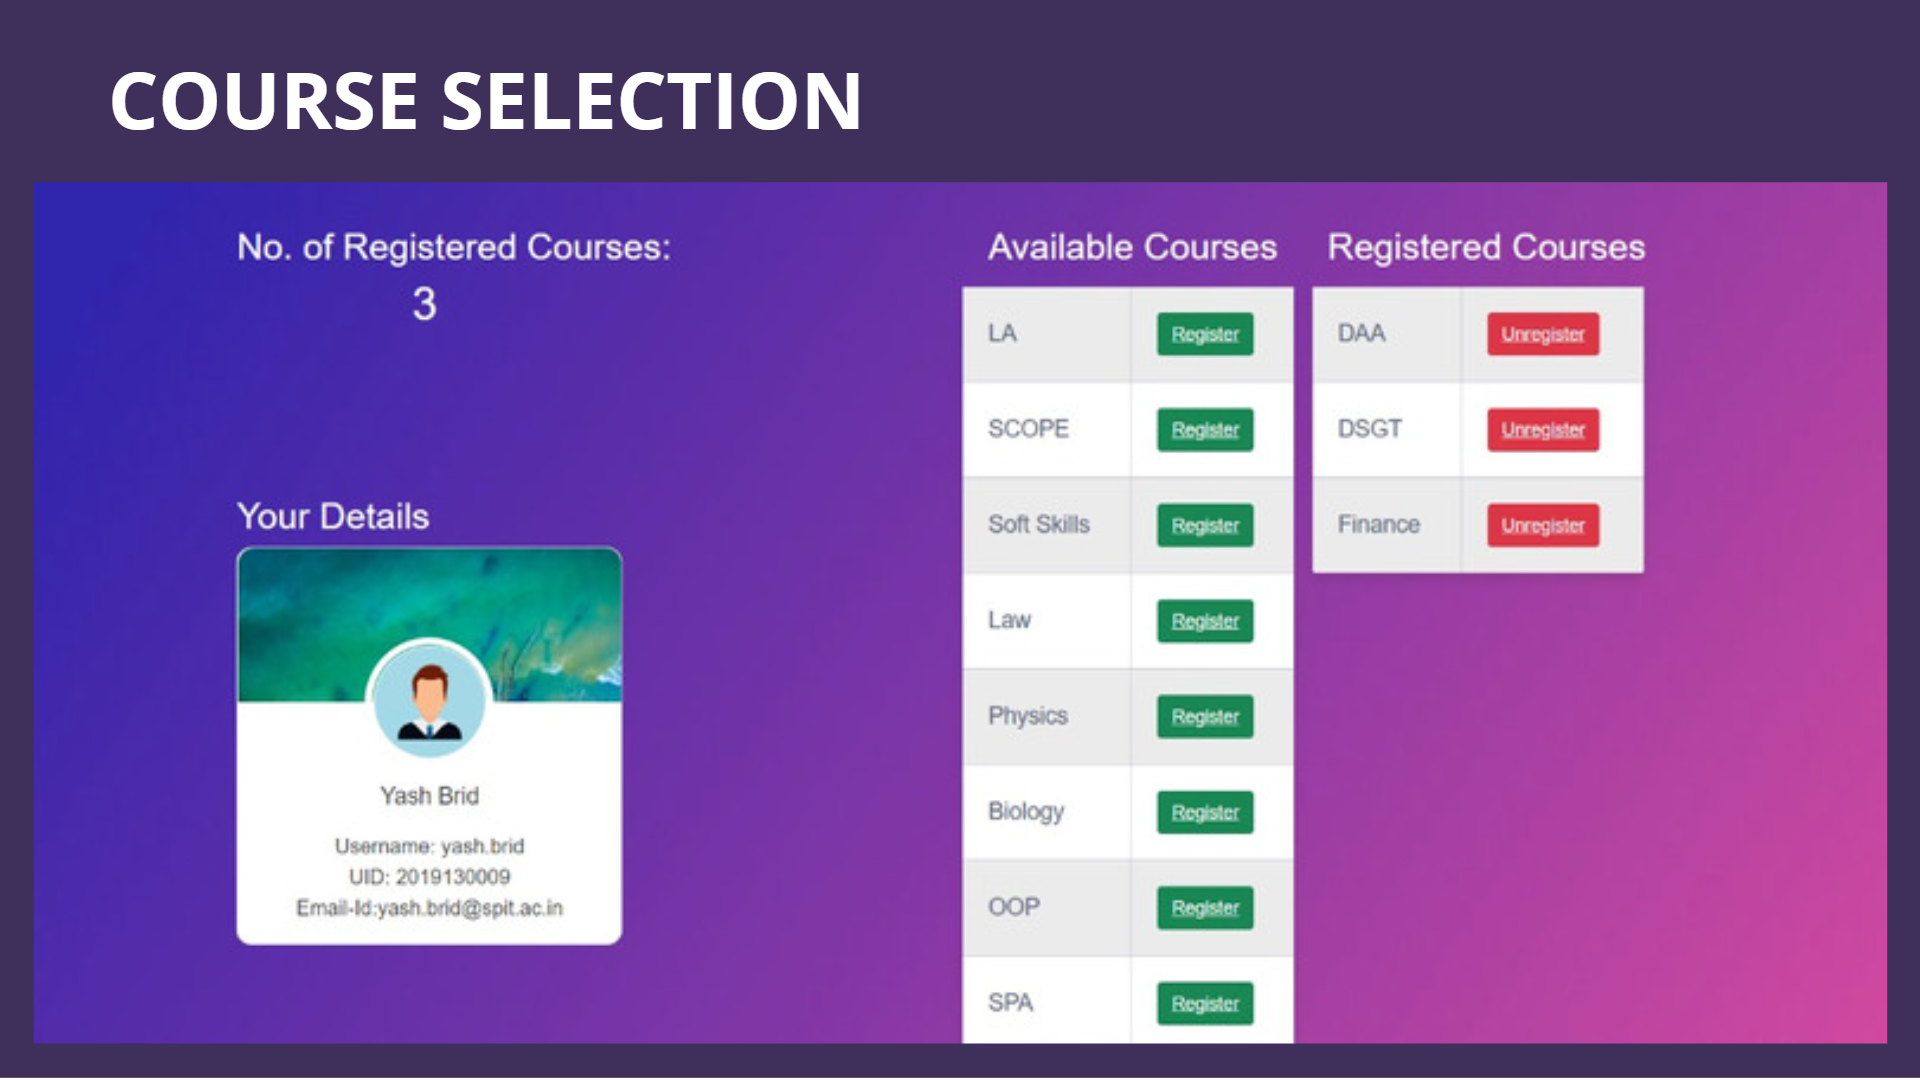 COURSE SELECTION
No. of Registered Courses:
3
Your Details
Yash Brid
Username: yash.brid
UID: 2019130009
Email-Id:yash.brid@spit.ac.in
Available Courses
LA Register
SCOPE Register
Soft Skills Register
Law Register
Physics Register
Biology Register
OOP Register
SPA Register
Registered Courses
DAA Unregister
DSGT Unregister
Finance Unregister